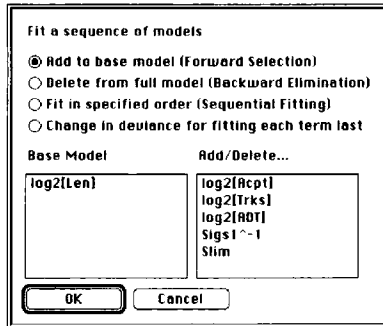 Fit a sequence of models
Add to base model (Forward Selection)
Delete from full model (Backward Elimination)
Fit in specified order (Sequential Fitting)
Change in deviance for fitting each term last
Base Model
Add/Delete...
log2[Len]
log2[Acpt]
log2[Trks]
log2[ADT]
Sigs1^-1
Slim
OK
Cancel